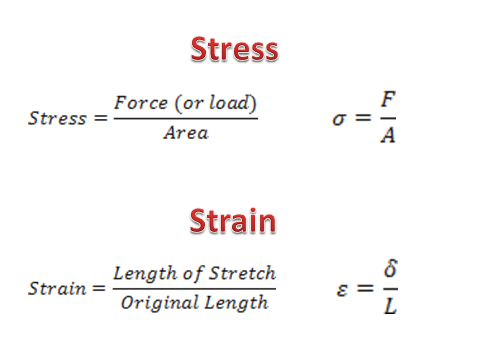 Stress
Stress = Force (or load) / Area
σ = F / A
Strain
Strain = Length of Stretch / Original Length
ε = δ / L